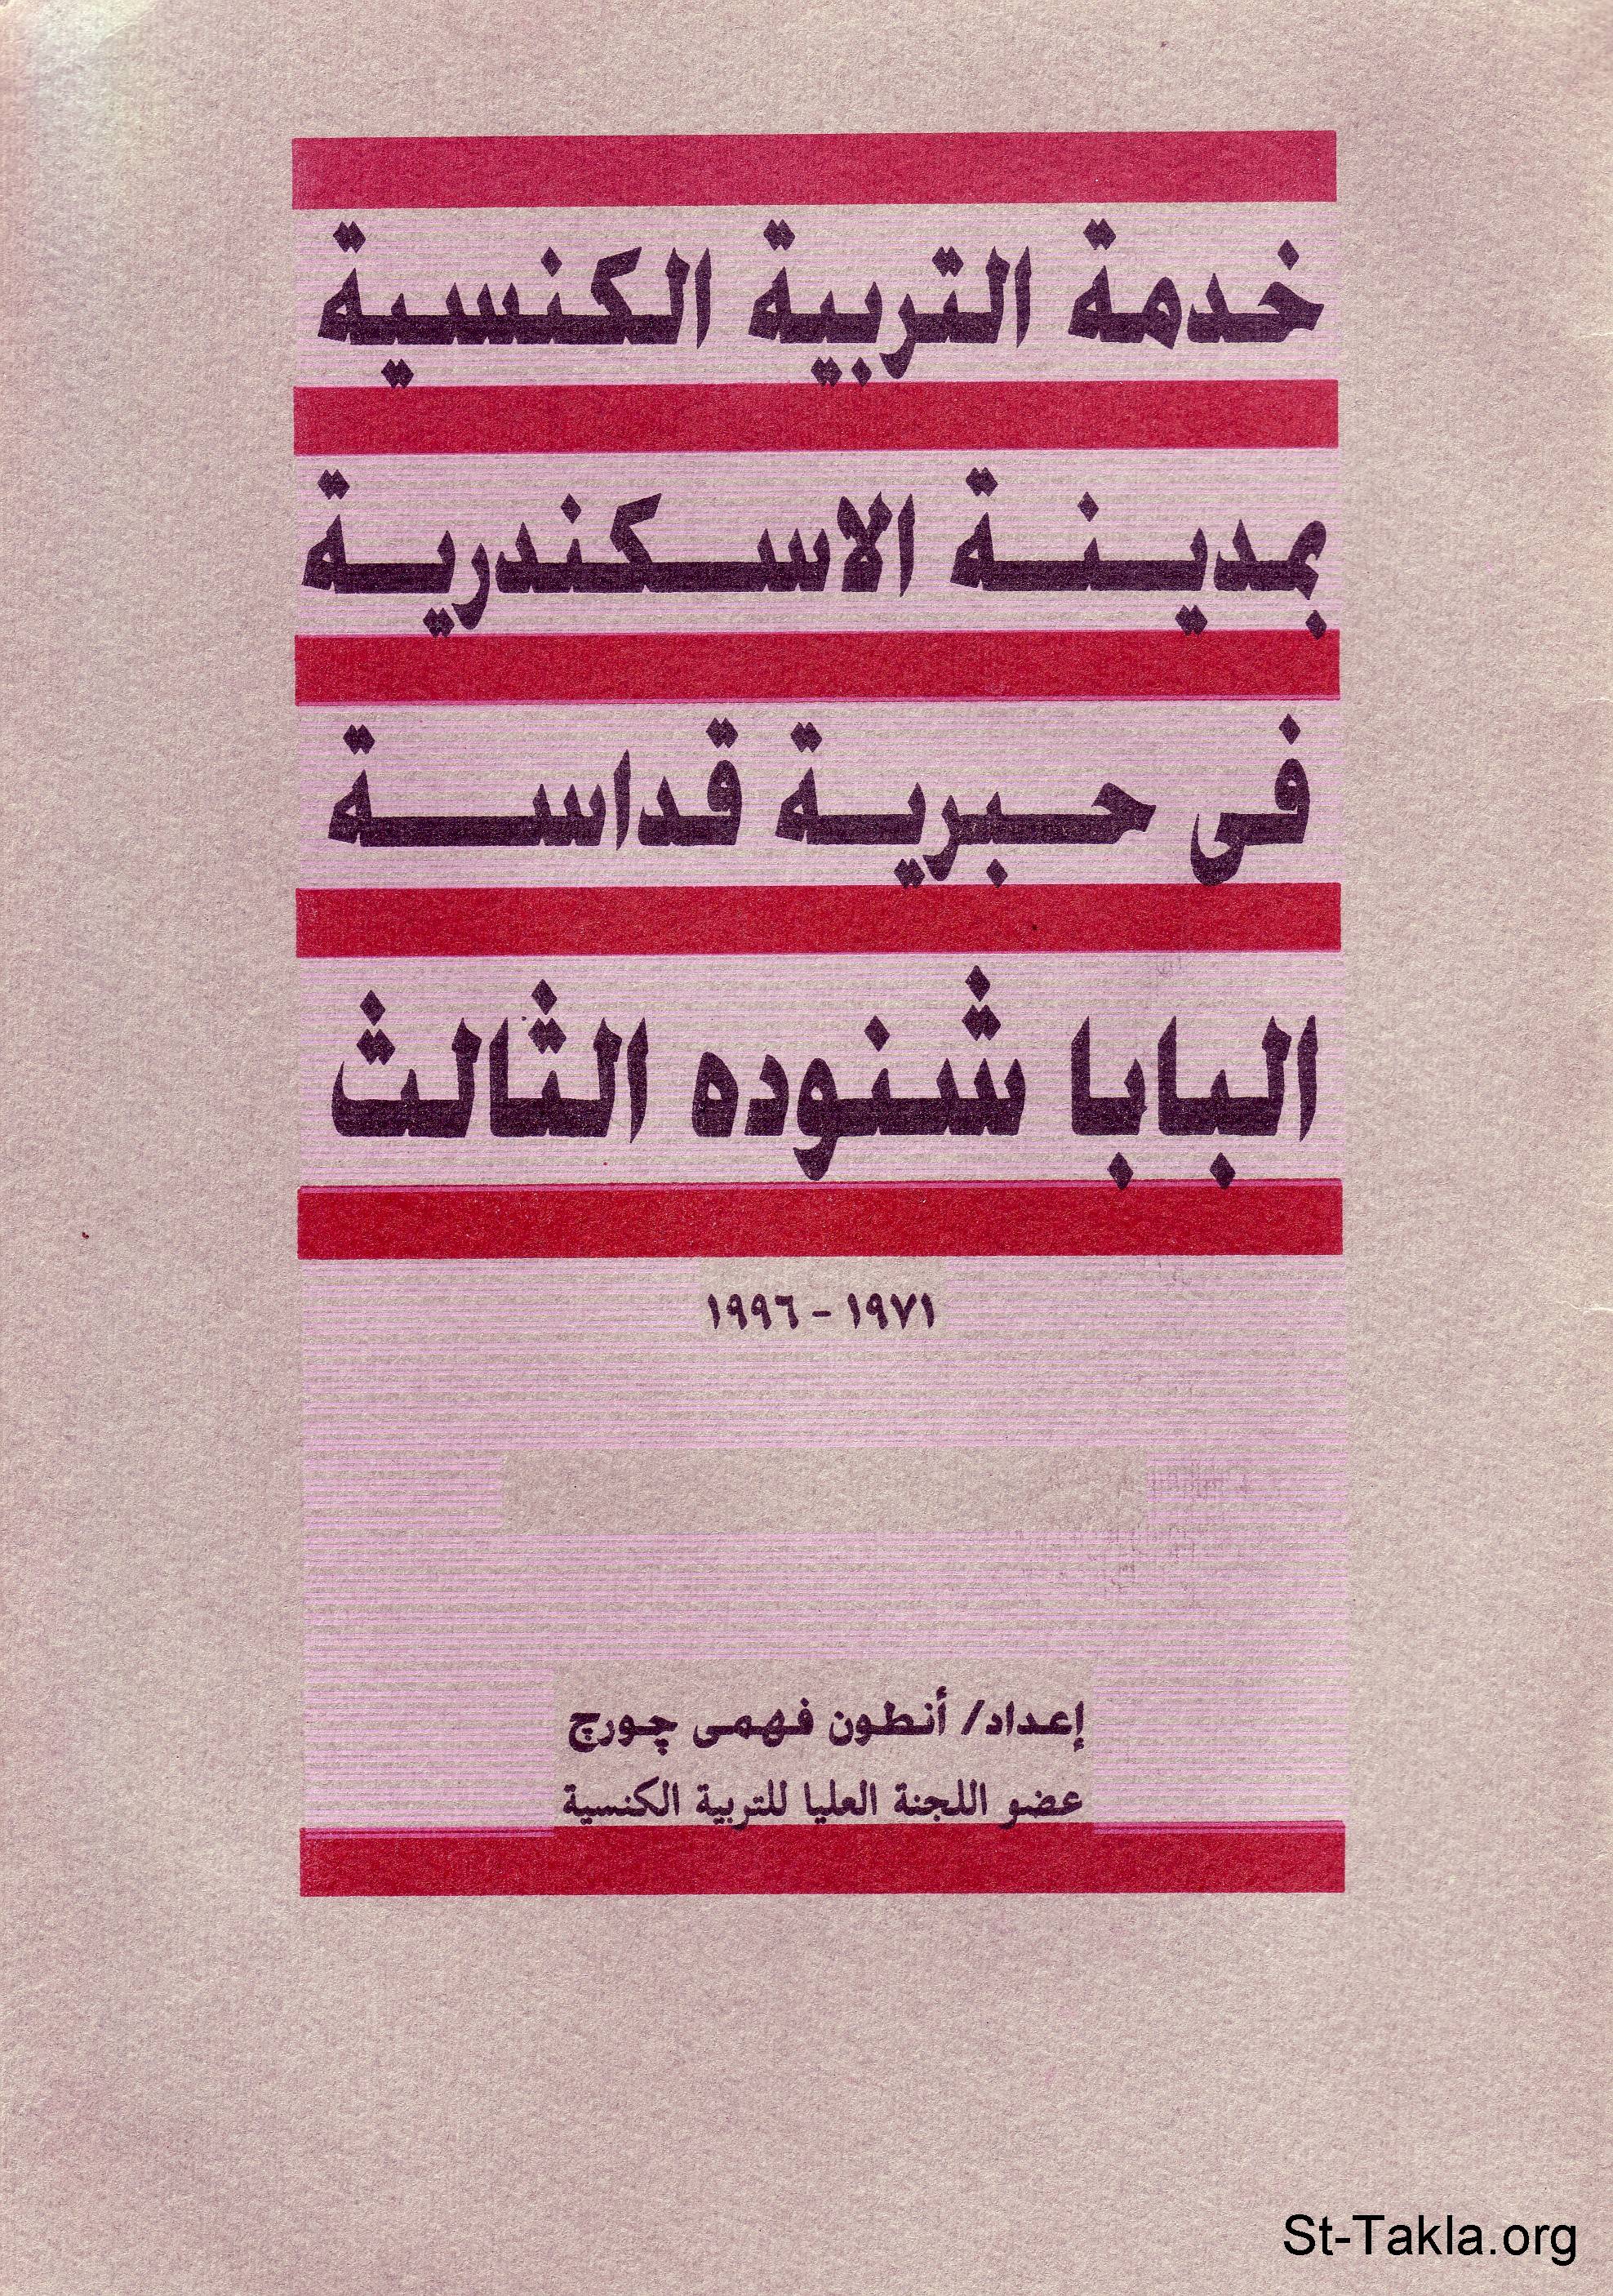 خدمة التربية الكنسية
بمدينة الاسكندرية
فى حبرية قداسة
البابا شنوده الثالث
١٩٧١ - ١٩٩٦
إعداد/ أنطون فهمى چورچ
عضو اللجنة العليا للتربية الكنسية
St-Takla.org